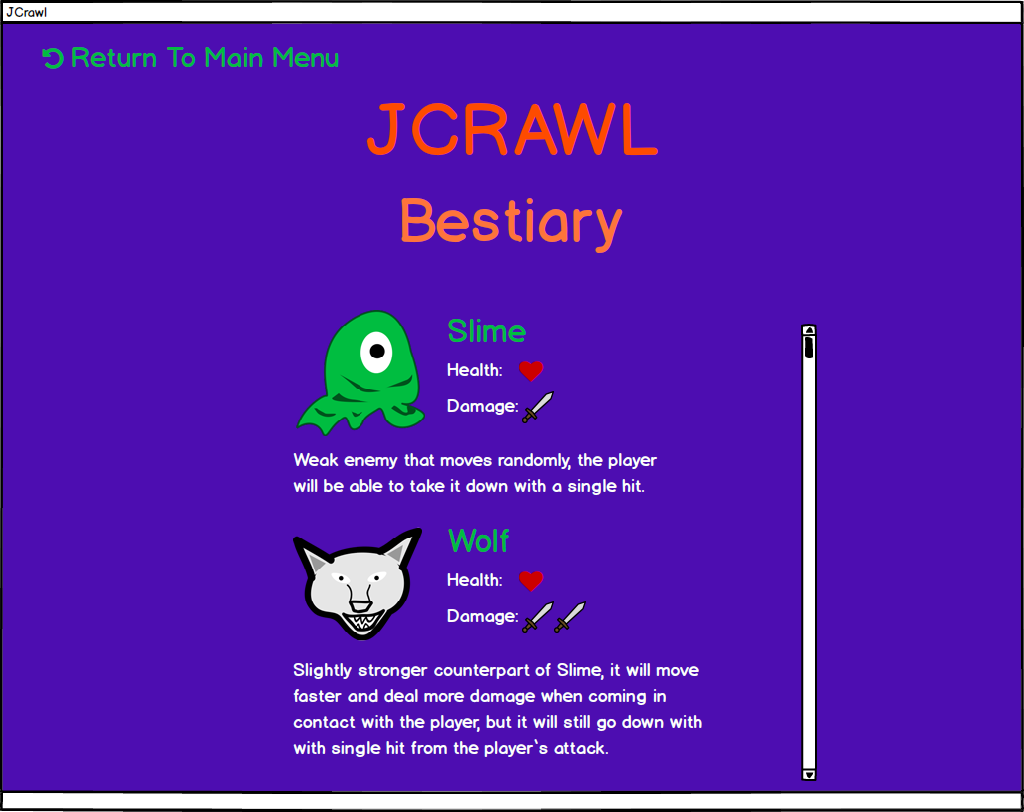 JCrawl
Return To Main Menu
JCRAWL
Bestiary
Slime
Health:
Damage:
Weak enemy that moves randomly, the player
will be able to take it down with a single hit.
Wolf
Health:
Damage:
Slightly stronger counterpart of Slime, it will move
faster and deal more damage when coming in
contact with the player, but it will still go down with
with single hit from the player`s attack.